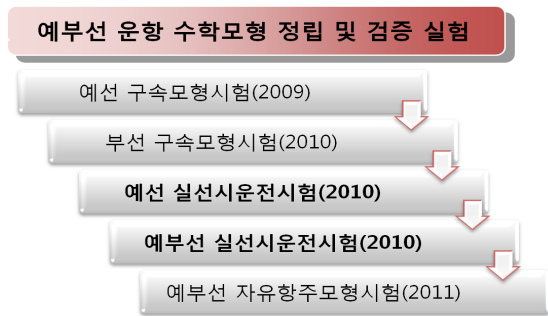 예부선 운항 수학모형 정립 및 검증 실험
예선 구속모형시험(2009)
부선 구속모형시험(2010)
예선 실선시운전시험(2010)
예부선 실선시운전시험(2010)
예부선 자유항주모형시험(2011)